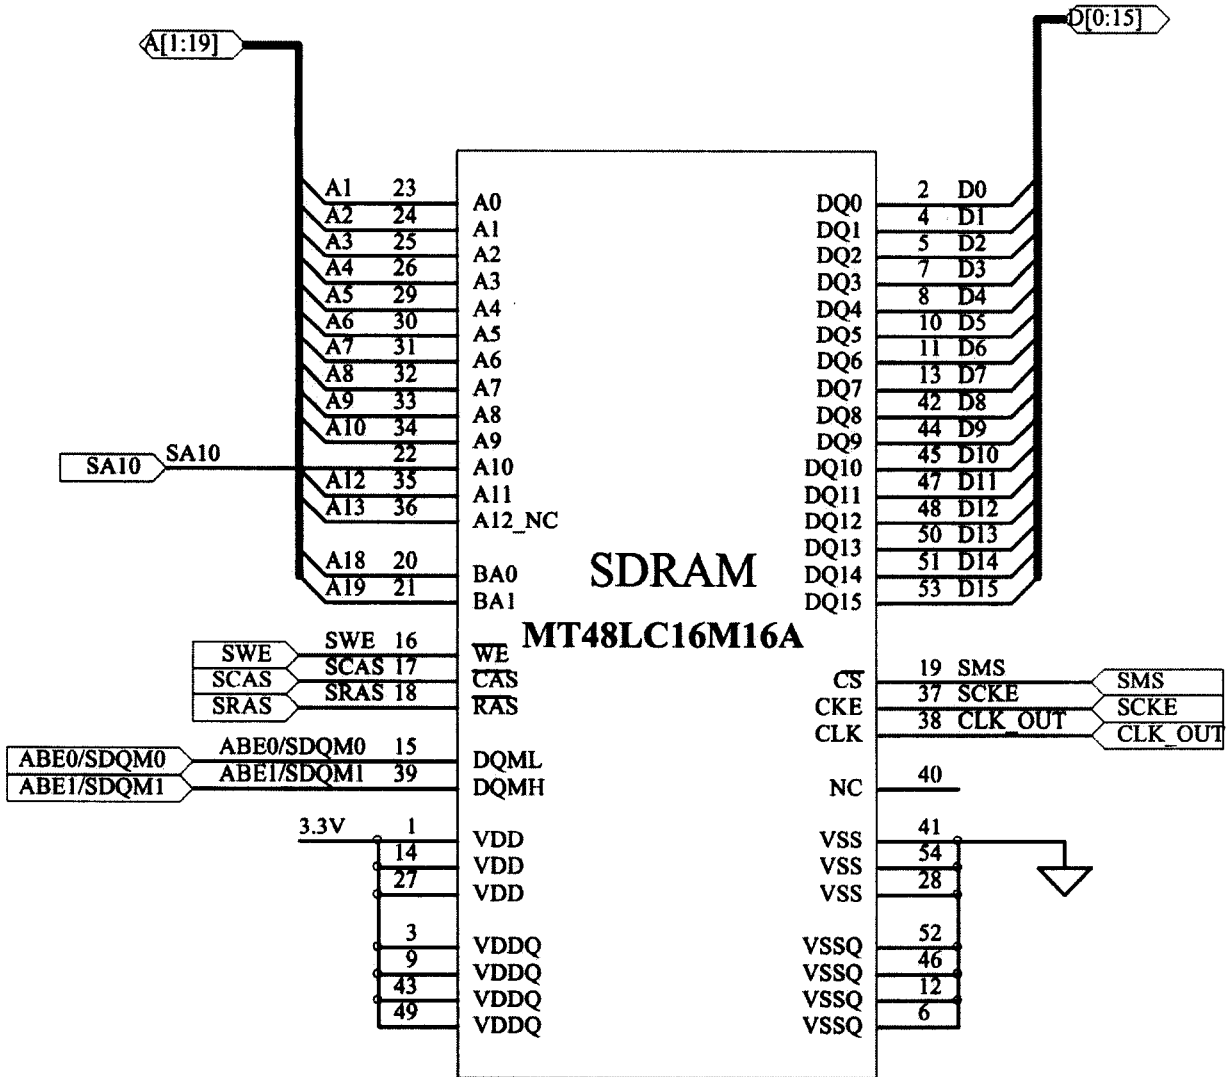 A[1:19] D[0:15]
A1 23 A0 DQ0 2 D0
A2 24 A1 DQ1 4 D1
A3 25 A2 DQ2 5 D2
A4 26 A3 DQ3 7 D3
A5 29 A4 DQ4 8 D4
A6 30 A5 DQ5 10 D5
A7 31 A6 DQ6 11 D6
A8 32 A7 DQ7 13 D7
A9 33 A8 DQ8 42 D8
A10 34 A9 DQ9 44 D9
SA10 SA10 22 A10 DQ10 45 D10
A12 35 A11 DQ11 47 D11
A13 36 A12_NC DQ12 48 D12
DQ13 50 D13
A18 20 BA0 SDRAM DQ14 51 D14
A19 21 BA1 DQ15 53 D15
MT48LC16M16A
SWE SWE 16 WE
SCAS SCAS 17 CAS CS 19 SMS SMS
SRAS SRAS 18 RAS CKE 37 SCKE SCKE
CLK 38 CLK_OUT CLK_OUT
ABE0/SDQM0 ABE0/SDQM0 15 DQML
ABE1/SDQM1 ABE1/SDQM1 39 DQMH NC 40
3.3V 1 VDD VSS 41
14 VDD VSS 54
27 VDD VSS 28
3 VDDQ VSSQ 52
9 VDDQ VSSQ 46
43 VDDQ VSSQ 12
49 VDDQ VSSQ 6